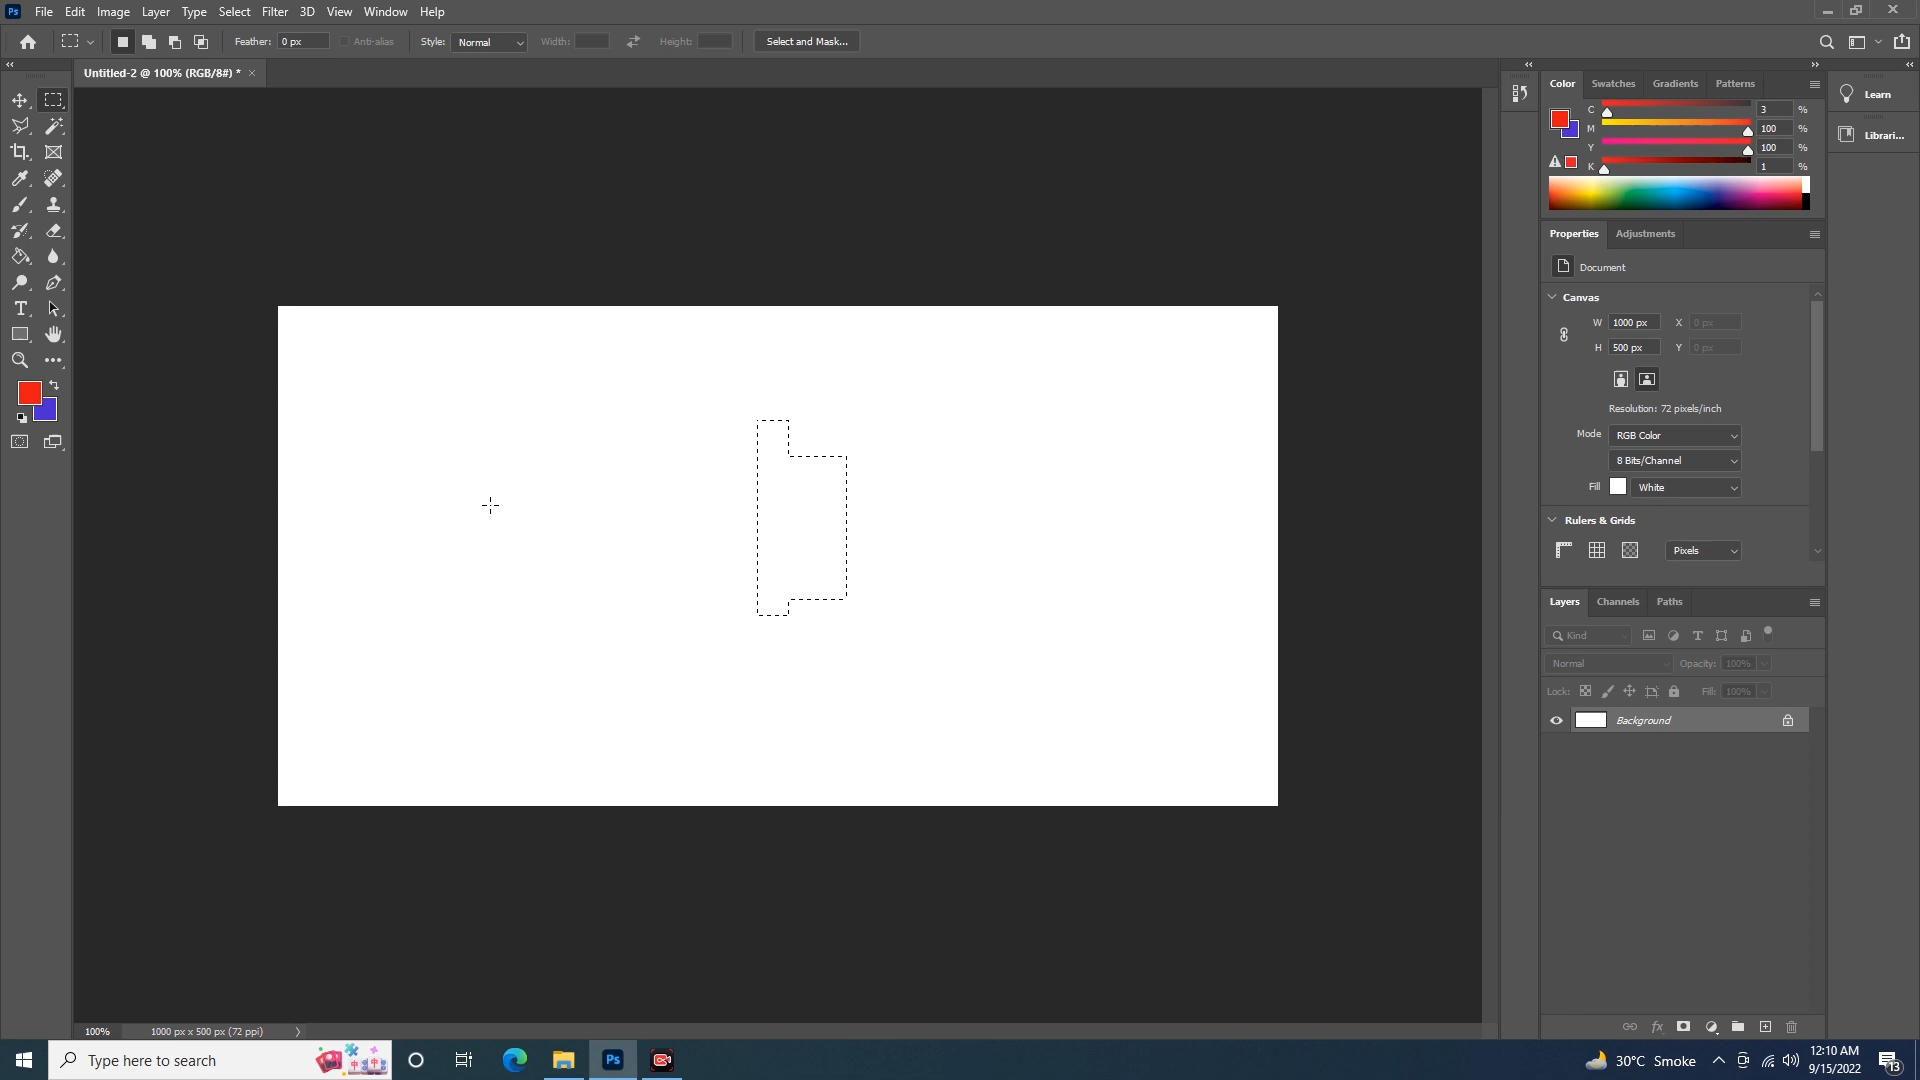 Ps File Edit Image Layer Type Select Filter 3D View Window Help
Feather: 0 px Anti-alias Style: Normal Width: Height: Select and Mask...
Untitled-2 @ 100% (RGB/8#) * ×
Color Swatches Gradients Patterns
Learn
C 3 %
M 100 %
Librari...
Y 100 %
K 1 %
Properties Adjustments
Document
Canvas
W 1000 px X 0 px
H 500 px Y 0 px
Resolution: 72 pixels/inch
Mode RGB Color
8 Bits/Channel
Fill White
Rulers & Grids
Pixels
Layers Channels Paths
Kind
Normal Opacity: 100%
Lock: Fill: 100%
Background
100% 1000 px x 500 px (72 ppi)
Type here to search
Ps
30°C Smoke
12:10 AM
9/15/2022
13